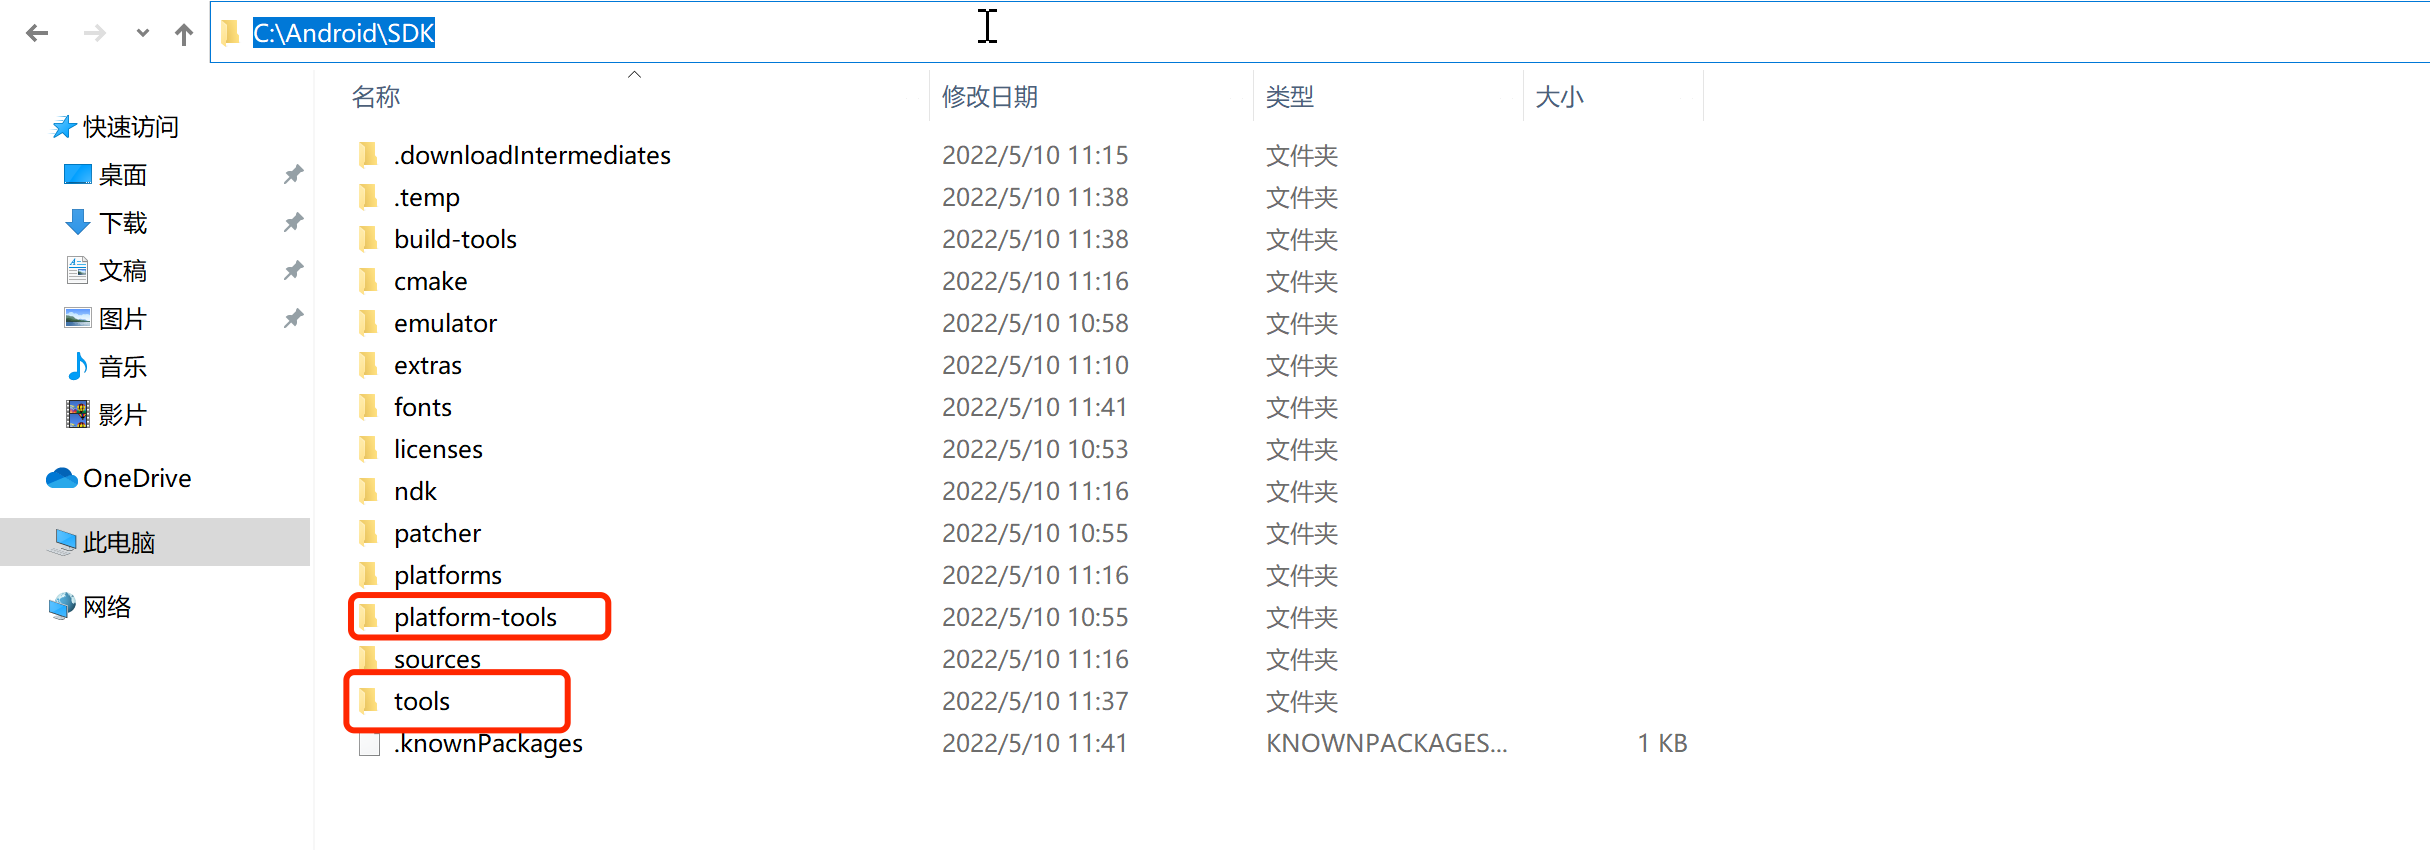 C:\Android\SDK
名称 修改日期 类型 大小
快速访问
桌面
下载
文稿
图片
音乐
影片
OneDrive
此电脑
网络
.downloadIntermediates 2022/5/10 11:15 文件夹
.temp 2022/5/10 11:38 文件夹
build-tools 2022/5/10 11:38 文件夹
cmake 2022/5/10 11:16 文件夹
emulator 2022/5/10 10:58 文件夹
extras 2022/5/10 11:10 文件夹
fonts 2022/5/10 11:41 文件夹
licenses 2022/5/10 10:53 文件夹
ndk 2022/5/10 11:16 文件夹
patcher 2022/5/10 10:55 文件夹
platforms 2022/5/10 11:16 文件夹
platform-tools 2022/5/10 10:55 文件夹
sources 2022/5/10 11:16 文件夹
tools 2022/5/10 11:37 文件夹
.knownPackages 2022/5/10 11:41 KNOWNPACKAGES... 1 KB